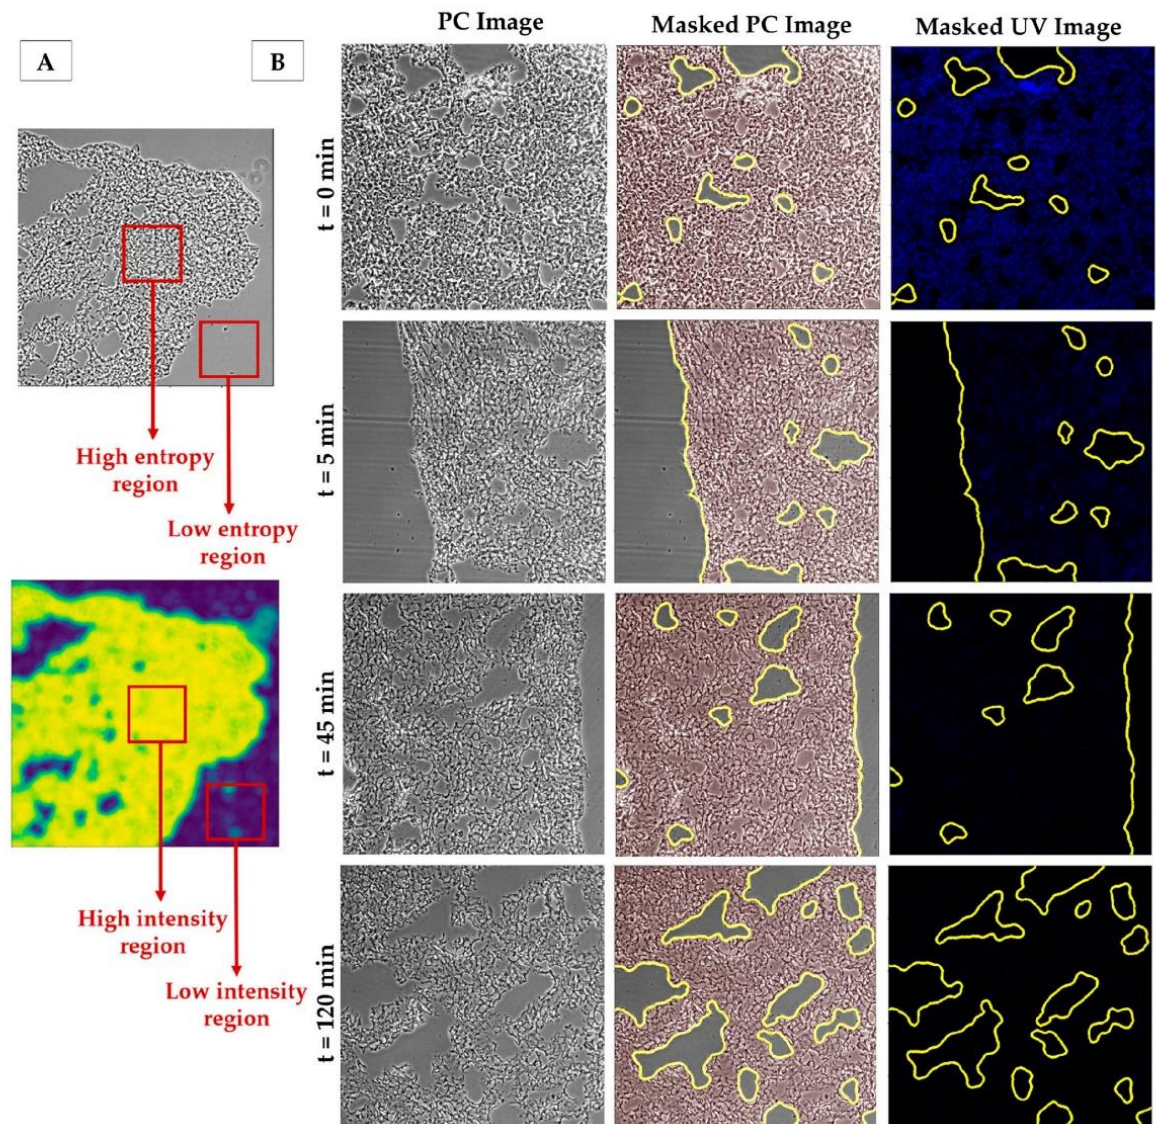 A
B
PC Image
Masked PC Image
Masked UV Image
t = 0 min
t = 5 min
t = 45 min
t = 120 min
High entropy
region
Low entropy
region
High intensity
region
Low intensity
region